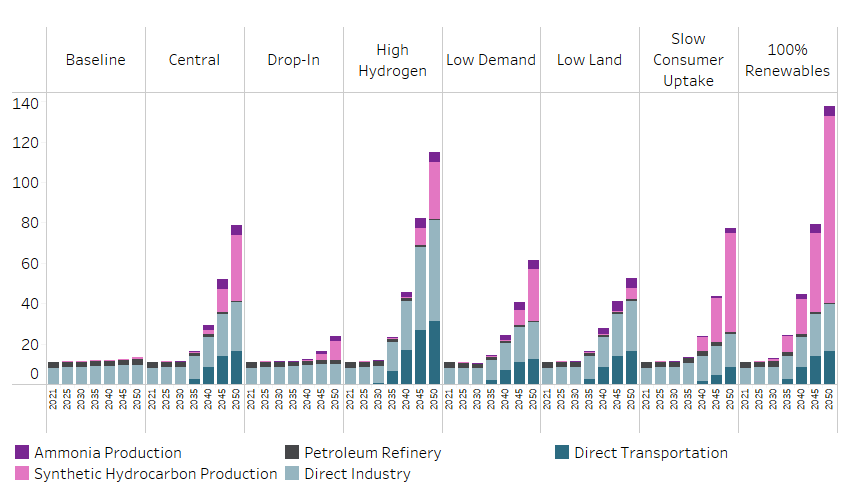 Baseline
Central
Drop-In
High
Hydrogen
Low Demand
Low Land
Slow
Consumer
Uptake
100%
Renewables
140
120
100
80
60
40
20
0
2021 2025 2030 2035 2040 2045 2050 2021 2025 2030 2035 2040 2045 2050 2021 2025 2030 2035 2040 2045 2050 2021 2025 2030 2035 2040 2045 2050 2021 2025 2030 2035 2040 2045 2050 2021 2025 2030 2035 2040 2045 2050 2021 2025 2030 2035 2040 2045 2050 2021 2025 2030 2035 2040 2045 2050
Ammonia Production Petroleum Refinery Direct Transportation
Synthetic Hydrocarbon Production Direct Industry